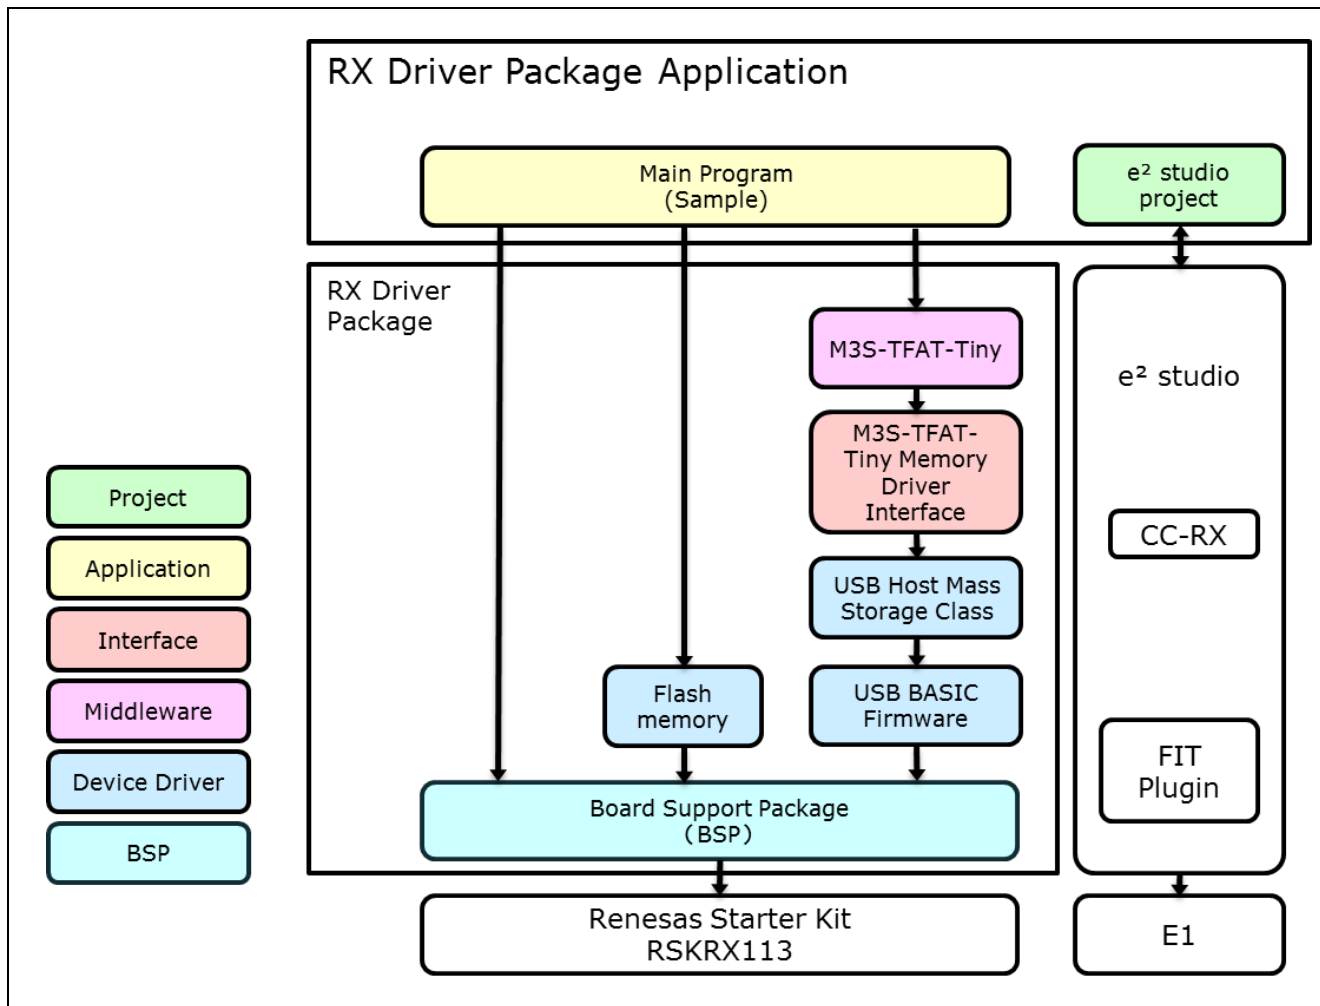 RX Driver Package Application
Main Program
(Sample)
e² studio
project
RX Driver
Package
M3S-TFAT-Tiny
M3S-TFAT-
Tiny Memory
Driver
Interface
USB Host Mass
Storage Class
Flash
memory
USB BASIC
Firmware
Board Support Package
(BSP)
Renesas Starter Kit
RSKRX113
e² studio
CC-RX
FIT
Plugin
E1
Project
Application
Interface
Middleware
Device Driver
BSP